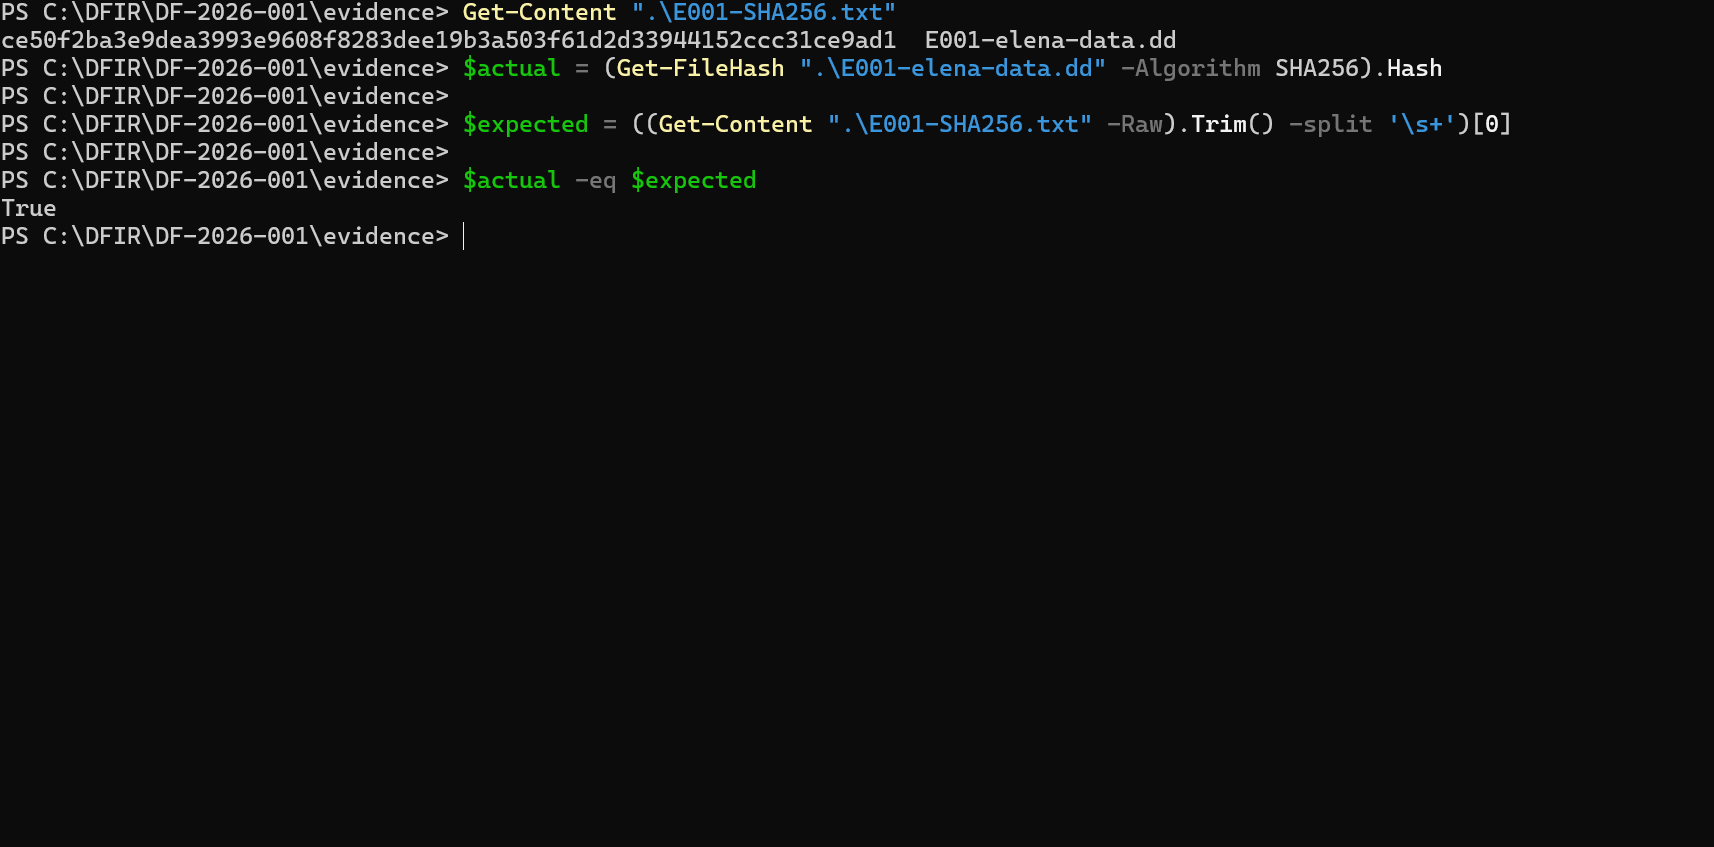 PS C:\DFIR\DF-2026-001\evidence> Get-Content ".\E001-SHA256.txt"
ce50f2ba3e9dea3993e9608f8283dee19b3a503f61d2d33944152ccc31ce9ad1  E001-elena-data.dd
PS C:\DFIR\DF-2026-001\evidence> $actual = (Get-FileHash ".\E001-elena-data.dd" -Algorithm SHA256).Hash
PS C:\DFIR\DF-2026-001\evidence>
PS C:\DFIR\DF-2026-001\evidence> $expected = ((Get-Content ".\E001-SHA256.txt" -Raw).Trim() -split '\s+')[0]
PS C:\DFIR\DF-2026-001\evidence>
PS C:\DFIR\DF-2026-001\evidence> $actual -eq $expected
True
PS C:\DFIR\DF-2026-001\evidence>